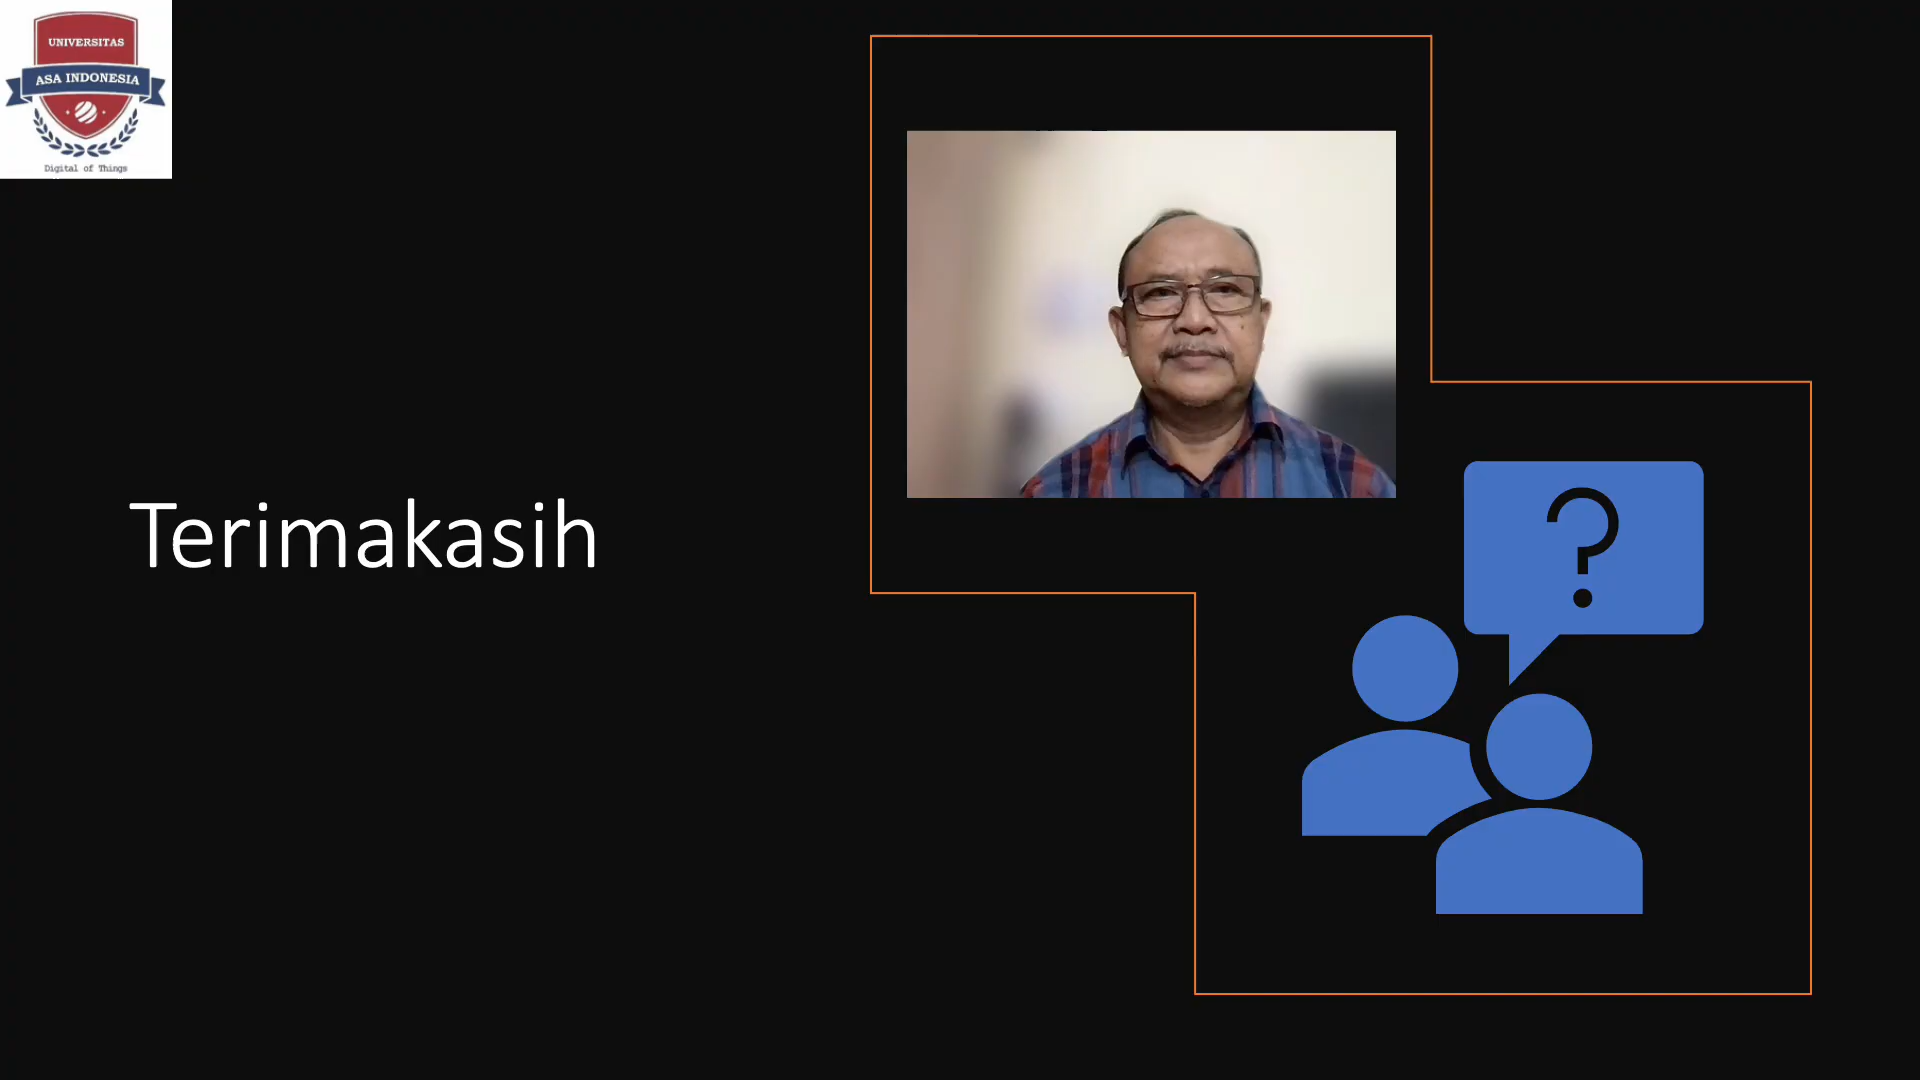 UNIVERSITAS
ASA INDONESIA
Digital of Things
Terimakasih
?